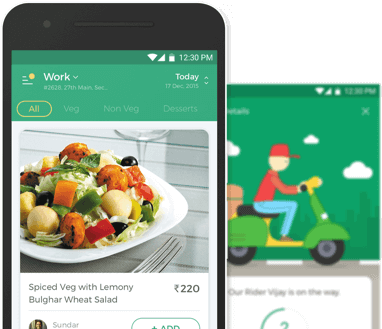 12:30 PM
Work
#2828, 27th Main, Sec..
Today
17 Dec, 2015
All
Veg
Non Veg
Desserts
Spiced Veg with Lemony
Bulghar Wheat Salad
₹220
Sundar
+ ADD
12:30 PM
Details
Our Rider Vijay is on the way.
2